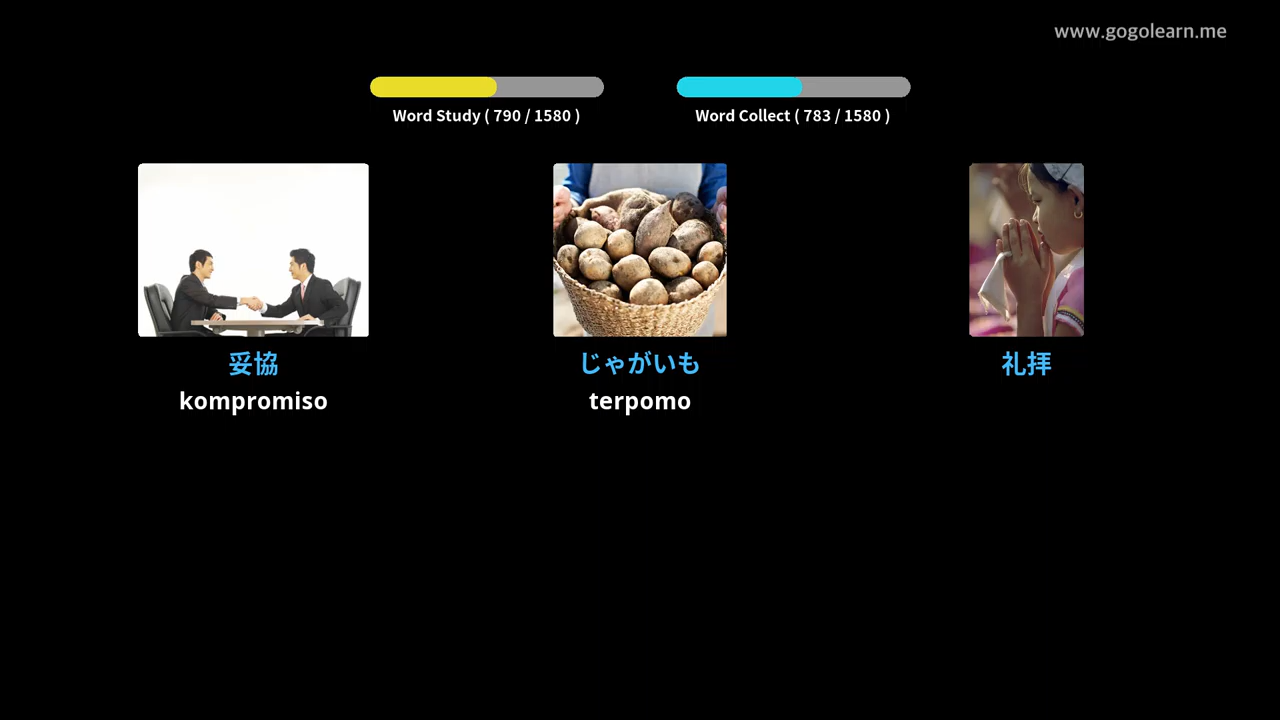 www.gogolearn.me
Word Study ( 790 / 1580 )
Word Collect ( 783 / 1580 )
妥協
kompromiso
じゃがいも
terpomo
礼拝